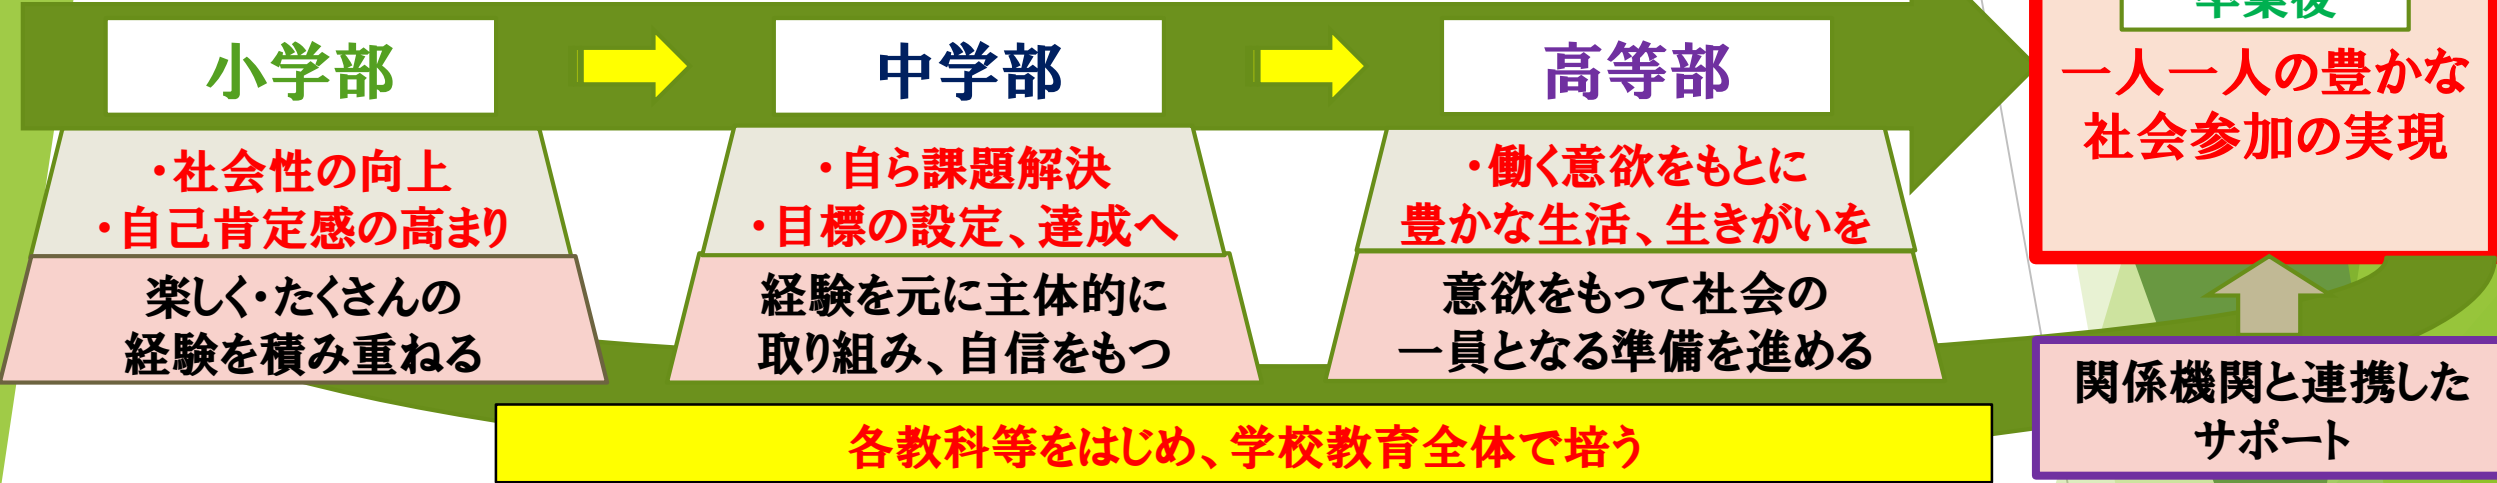 小学部
・社会性の向上
・自己肯定感の高まり
楽しく・たくさんの
経験を積み重ねる
中学部
・自ら課題解決
・目標の設定、達成へ
経験を元に主体的に
取り組み、自信をもつ
高等部
・働く意欲をもとに
豊かな生活、生きがいを
意欲をもって社会の
一員となる準備を進める
卒業後
一人一人の豊かな
社会参加の実現
関係機関と連携した
サポート
各教科等をはじめ、学校教育全体で培う